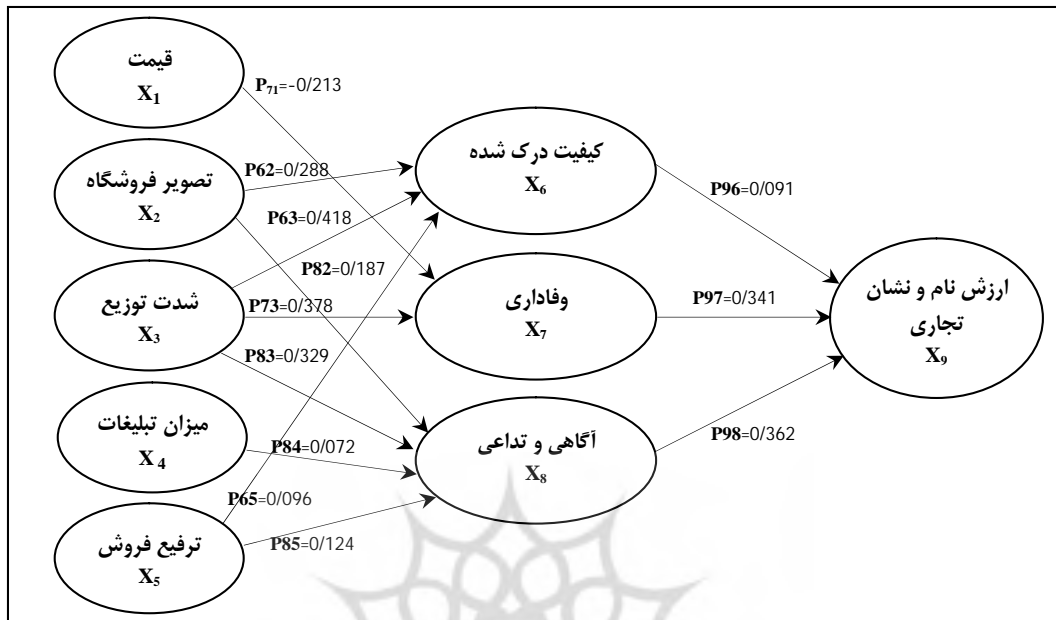 قیمت
X₁
P₇₁=-0/213
تصویر فروشگاه
X₂
P62=0/288
کیفیت درک شده
X₆
P96=0/091
P63=0/418
P82=0/187
شدت توزیع
X₃
P73=0/378
وفاداری
X₇
P97=0/341
ارزش نام و نشان
تجاری
X₉
P83=0/329
میزان تبلیغات
X₄
P84=0/072
آگاهی و تداعی
X₈
P98=0/362
P65=0/096
ترفیع فروش
X₅
P85=0/124